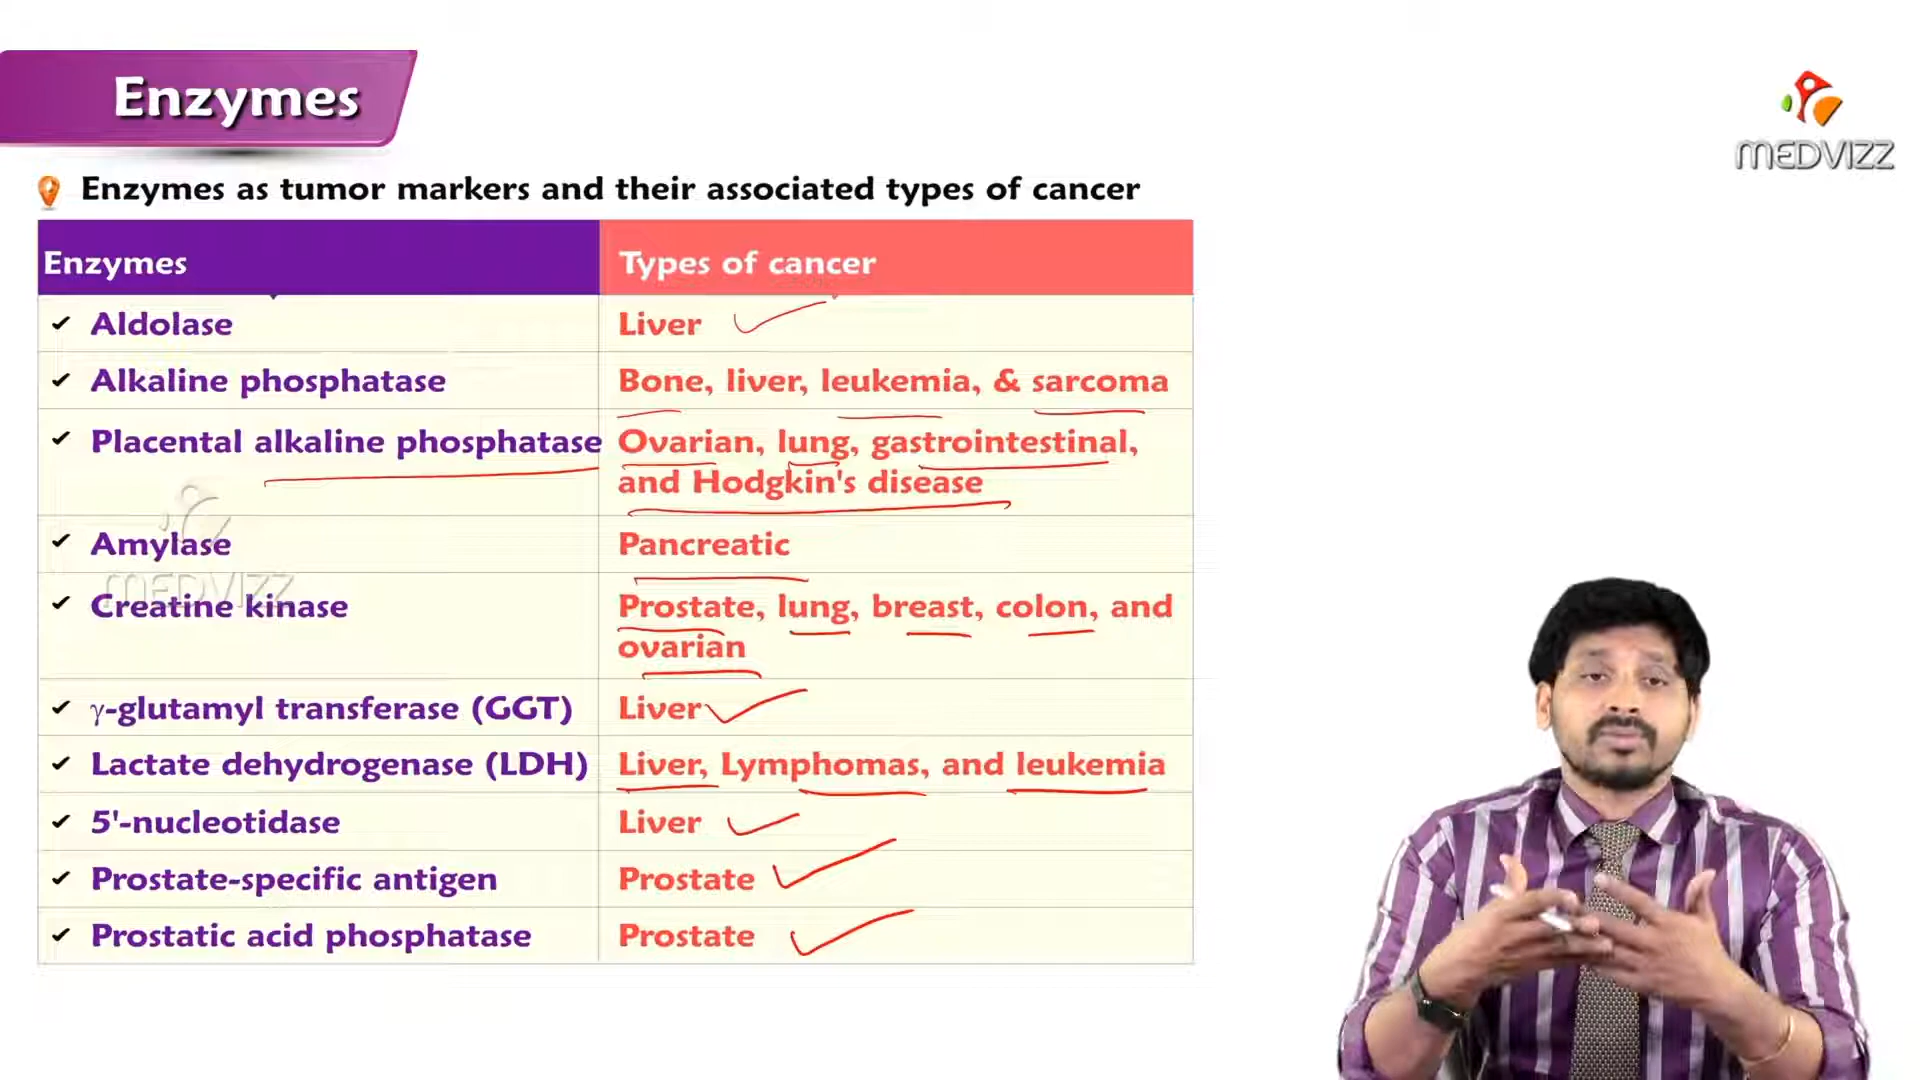 Enzymes
MEDVIZZ
Enzymes as tumor markers and their associated types of cancer
Enzymes Types of cancer
Aldolase Liver
Alkaline phosphatase Bone, liver, leukemia, & sarcoma
Placental alkaline phosphatase Ovarian, lung, gastrointestinal,
and Hodgkin's disease
Amylase Pancreatic
MEDVIZZ
Creatine kinase Prostate, lung, breast, colon, and
ovarian
γ-glutamyl transferase (GGT) Liver
Lactate dehydrogenase (LDH) Liver, Lymphomas, and leukemia
5'-nucleotidase Liver
Prostate-specific antigen Prostate
Prostatic acid phosphatase Prostate